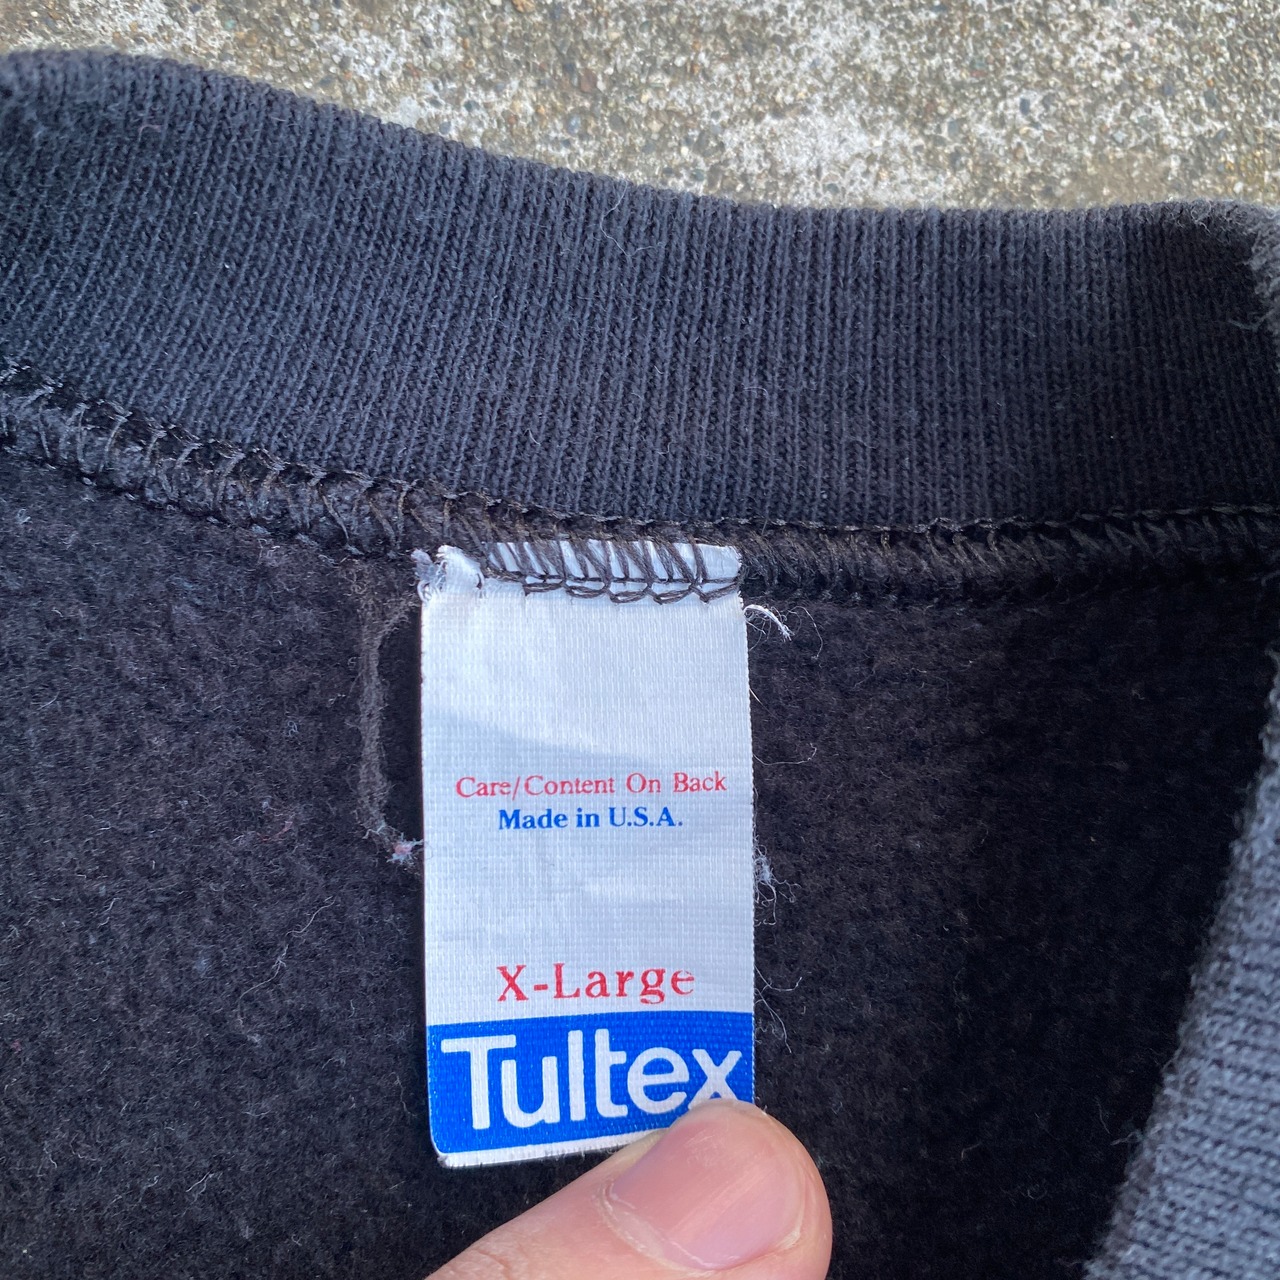 Care/Content On Back
Made in U.S.A.
X-Large
Tultex